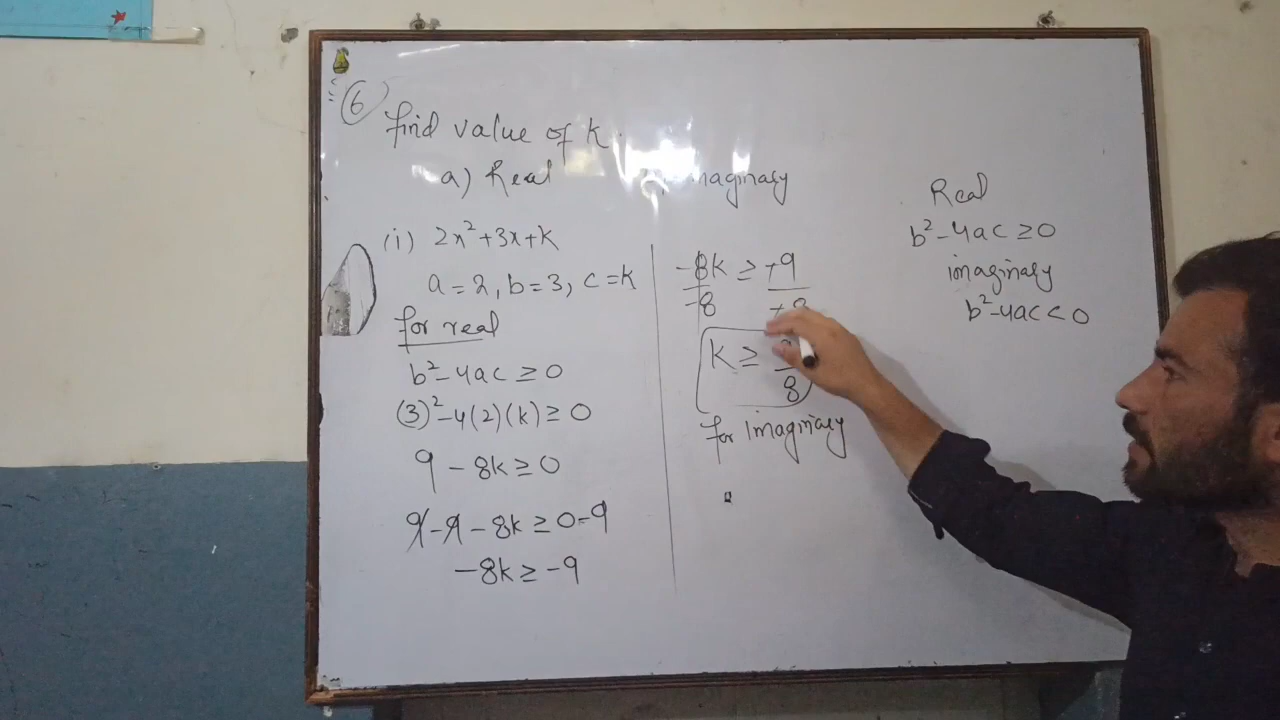 6
find value of k.
a) Real
(i) 2x²+3x+k
a=2, b=3, c=k
for real
b²-4ac ≥ 0
(3)²-4(2)(k) ≥ 0
9 - 8k ≥ 0
9-9-8k ≥ 0-9
-8k ≥ -9
-8k ≥ +9
-8
k ≥
8
for imaginary
Real
b²-4ac ≥ 0
imaginary
b²-4ac < 0